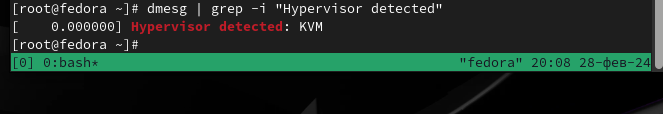 [root@fedora ~]# dmesg | grep -i "Hypervisor detected"
[    0.000000] Hypervisor detected: KVM
[root@fedora ~]#
[0] 0:bash* "fedora" 20:08 28-фев-24